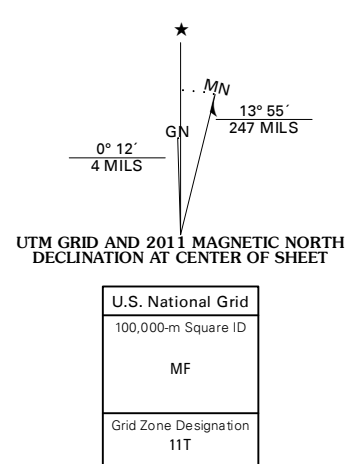 ★
MN
GN
13° 55´
247 MILS
0° 12´
4 MILS
UTM GRID AND 2011 MAGNETIC NORTH
DECLINATION AT CENTER OF SHEET
U.S. National Grid
100,000-m Square ID
MF
Grid Zone Designation
11T